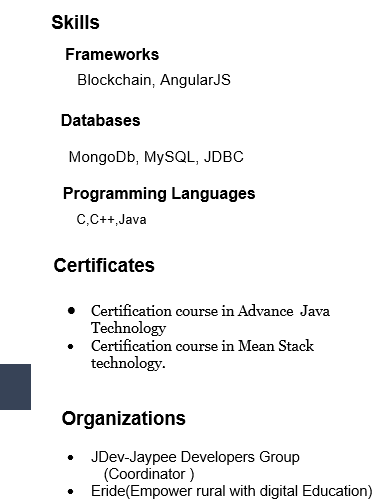 Skills
Frameworks
Blockchain, AngularJS
Databases
MongoDb, MySQL, JDBC
Programming Languages
C,C++,Java
Certificates
• Certification course in Advance Java
Technology
• Certification course in Mean Stack
technology.
Organizations
• JDev-Jaypee Developers Group
(Coordinator )
• Eride(Empower rural with digital Education)